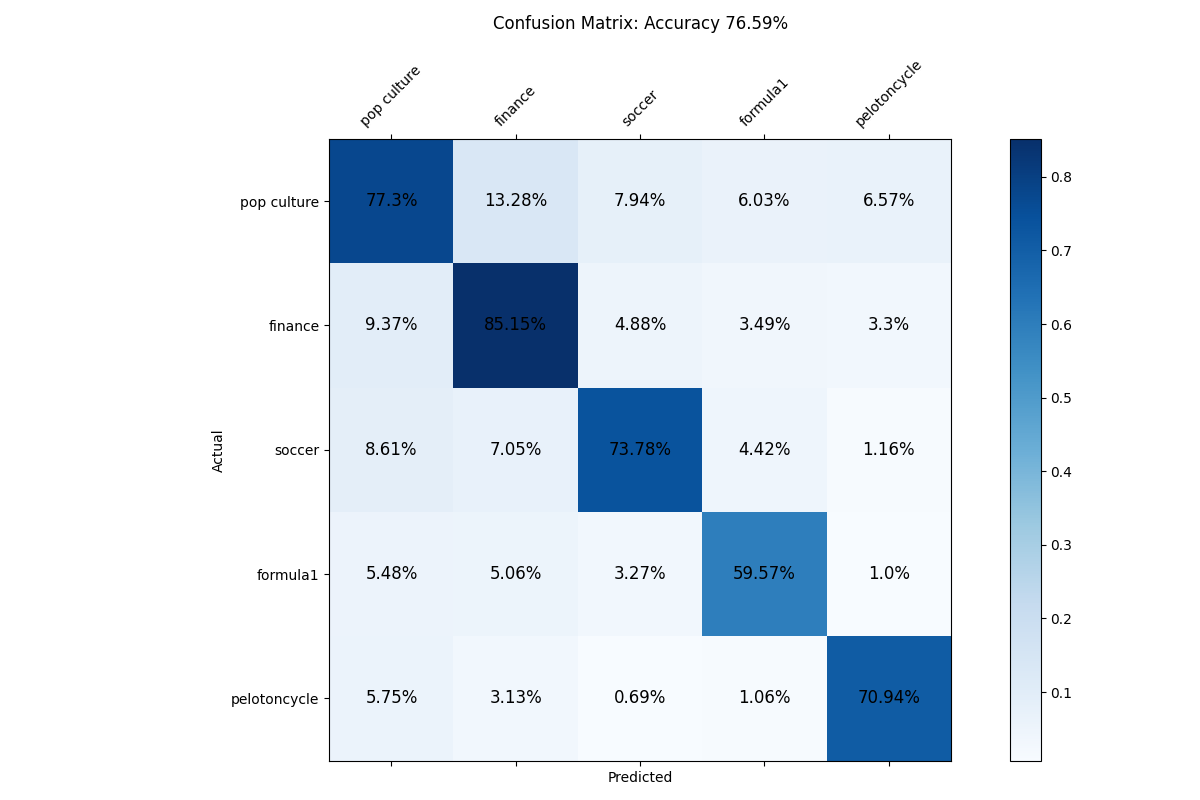 Confusion Matrix: Accuracy 76.59%
pop culture finance soccer formula1 pelotoncycle
pop culture 77.3% 13.28% 7.94% 6.03% 6.57%
finance 9.37% 85.15% 4.88% 3.49% 3.3%
soccer 8.61% 7.05% 73.78% 4.42% 1.16%
formula1 5.48% 5.06% 3.27% 59.57% 1.0%
pelotoncycle 5.75% 3.13% 0.69% 1.06% 70.94%
Actual
Predicted
0.8
0.7
0.6
0.5
0.4
0.3
0.2
0.1